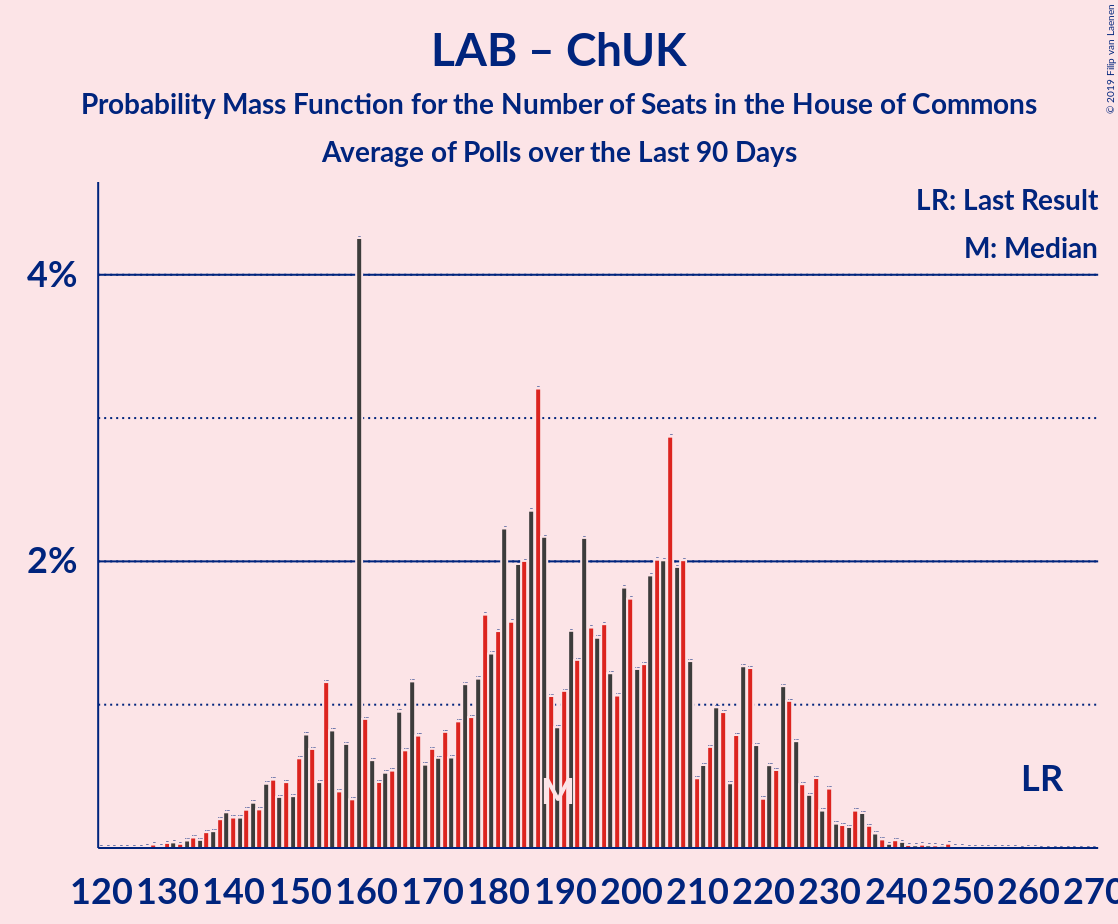 LAB – ChUK
Probability Mass Function for the Number of Seats in the House of Commons
Average of Polls over the Last 90 Days
© 2019 Filip van Laenen
LR: Last Result
M: Median
4%
2%
M
LR
120 130 140 150 160 170 180 190 200 210 220 230 240 250 260 270